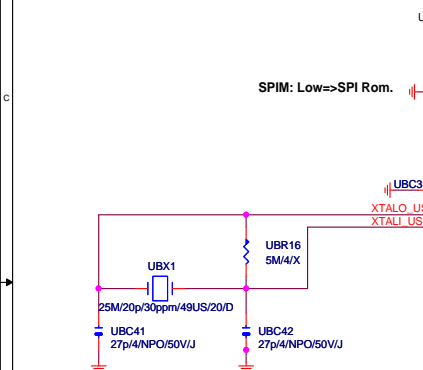 C
SPIM: Low=>SPI Rom.
UBC3
XTALO_US
XTALI_US
UBR16
5M/4/X
UBX1
25M/20p/30ppm/49US/20/D
UBC41
27p/4/NPO/50V/J
UBC42
27p/4/NPO/50V/J